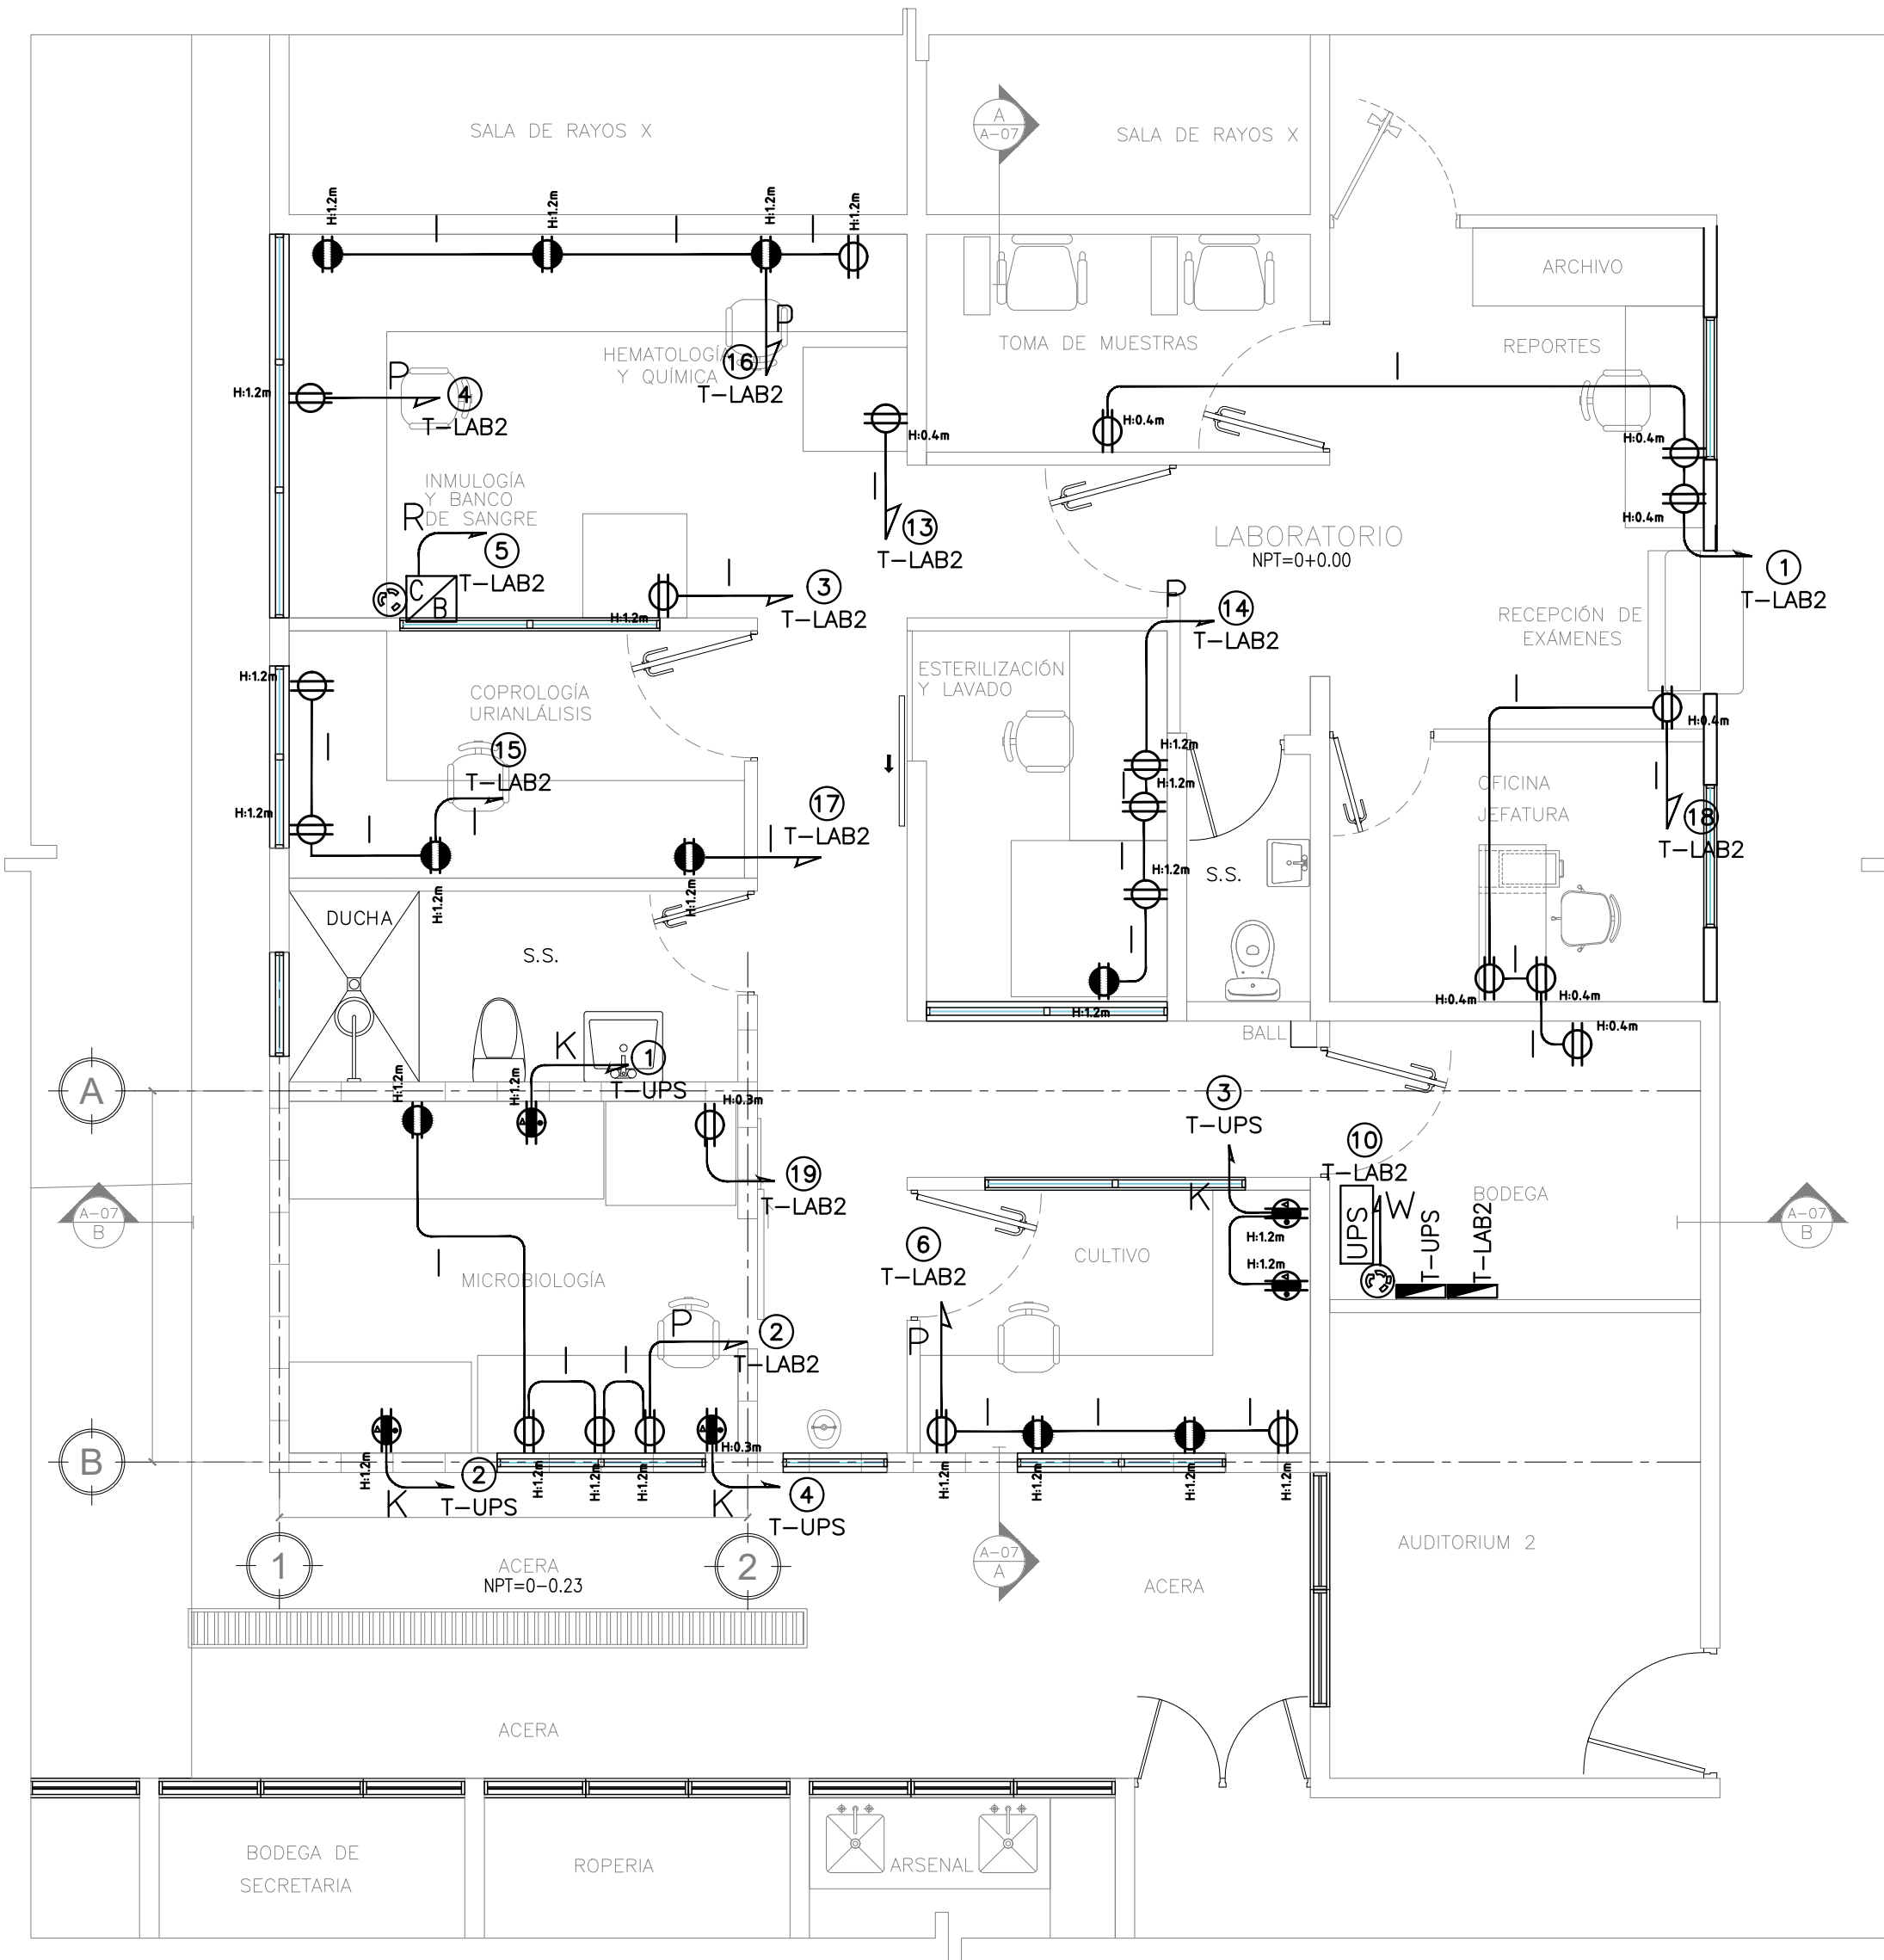 SALA DE RAYOS X
A
A-07
SALA DE RAYOS X
H:1.2m
H:1.2m
H:1.2m
H:1.2m
I
I
I
ARCHIVO
P
HEMATOLOGÍA
Y QUÍMICA
16
T-LAB2
TOMA DE MUESTRAS
REPORTES
I
H:1.2m
P
4
T-LAB2
H:0.4m
H:0.4m
H:0.4m
H:0.4m
I
13
T-LAB2
INMULOGÍA
Y BANCO
DE SANGRE
R
5
T-LAB2
C
B
LABORATORIO
NPT=0+0.00
1
T-LAB2
I
3
T-LAB2
H:1.2m
P
14
T-LAB2
RECEPCIÓN DE
EXÁMENES
ESTERILIZACIÓN
Y LAVADO
H:1.2m
COPROLOGÍA
URIANLÁLISIS
I
I
H:0.4m
15
T-LAB2
H:1.2m
I
H:1.2m
I
18
T-LAB2
OFICINA
JEFATURA
H:1.2m
I
I
17
T-LAB2
I
I
H:1.2m
S.S.
H:1.2m
H:1.2m
DUCHA
S.S.
I
I
H:0.4m
H:0.4m
H:1.2m
I
H:0.4m
BALL
K
1
T-UPS
A
H:1.2m
H:1.2m
H:0.3m
3
T-UPS
10
T-LAB2
19
T-LAB2
K
UPS
W
BODEGA
A-07
B
A-07
B
H:1.2m
T-UPS
T-LAB2
6
T-LAB2
CULTIVO
H:1.2m
I
MICROBIOLOGÍA
P
2
T-LAB2
P
I
I
I
I
I
B
H:1.2m
H:1.2m
H:1.2m
H:1.2m
H:0.3m
H:1.2m
H:1.2m
H:1.2m
H:1.2m
2
T-UPS
K
K
4
T-UPS
1
2
A-07
A
AUDITORIUM 2
ACERA
NPT=0-0.23
ACERA
ACERA
BODEGA DE
SECRETARIA
ROPERIA
ARSENAL